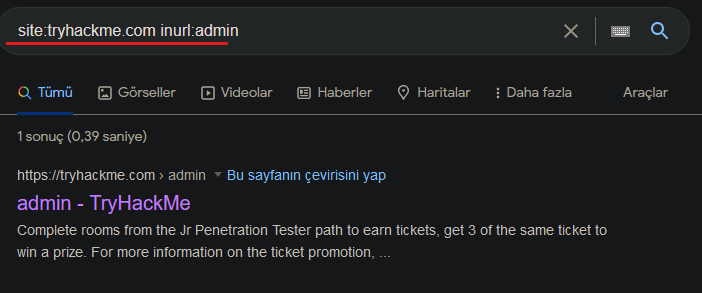 site:tryhackme.com inurl:admin
Tümü Görseller Videolar Haberler Haritalar Daha fazla Araçlar
1 sonuç (0,39 saniye)
https://tryhackme.com › admin Bu sayfanın çevirisini yap
admin - TryHackMe
Complete rooms from the Jr Penetration Tester path to earn tickets, get 3 of the same ticket to
win a prize. For more information on the ticket promotion, ...